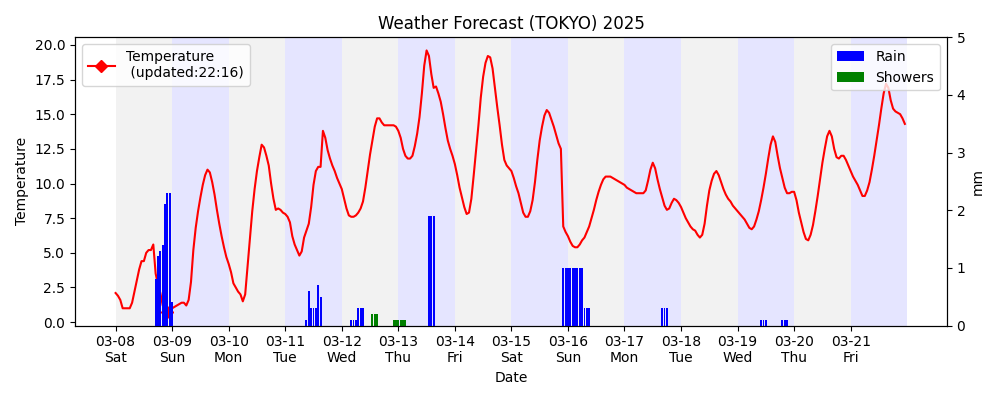 Weather Forecast (TOKYO) 2025
Temperature
(updated:22:16)
Rain
Showers
Temperature
20.0
17.5
15.0
12.5
10.0
7.5
5.0
2.5
0.0
5
4
3
2
1
0
mm
03-08 03-09 03-10 03-11 03-12 03-13 03-14 03-15 03-16 03-17 03-18 03-19 03-20 03-21
Sat Sun Mon Tue Wed Thu Fri Sat Sun Mon Tue Wed Thu Fri
Date